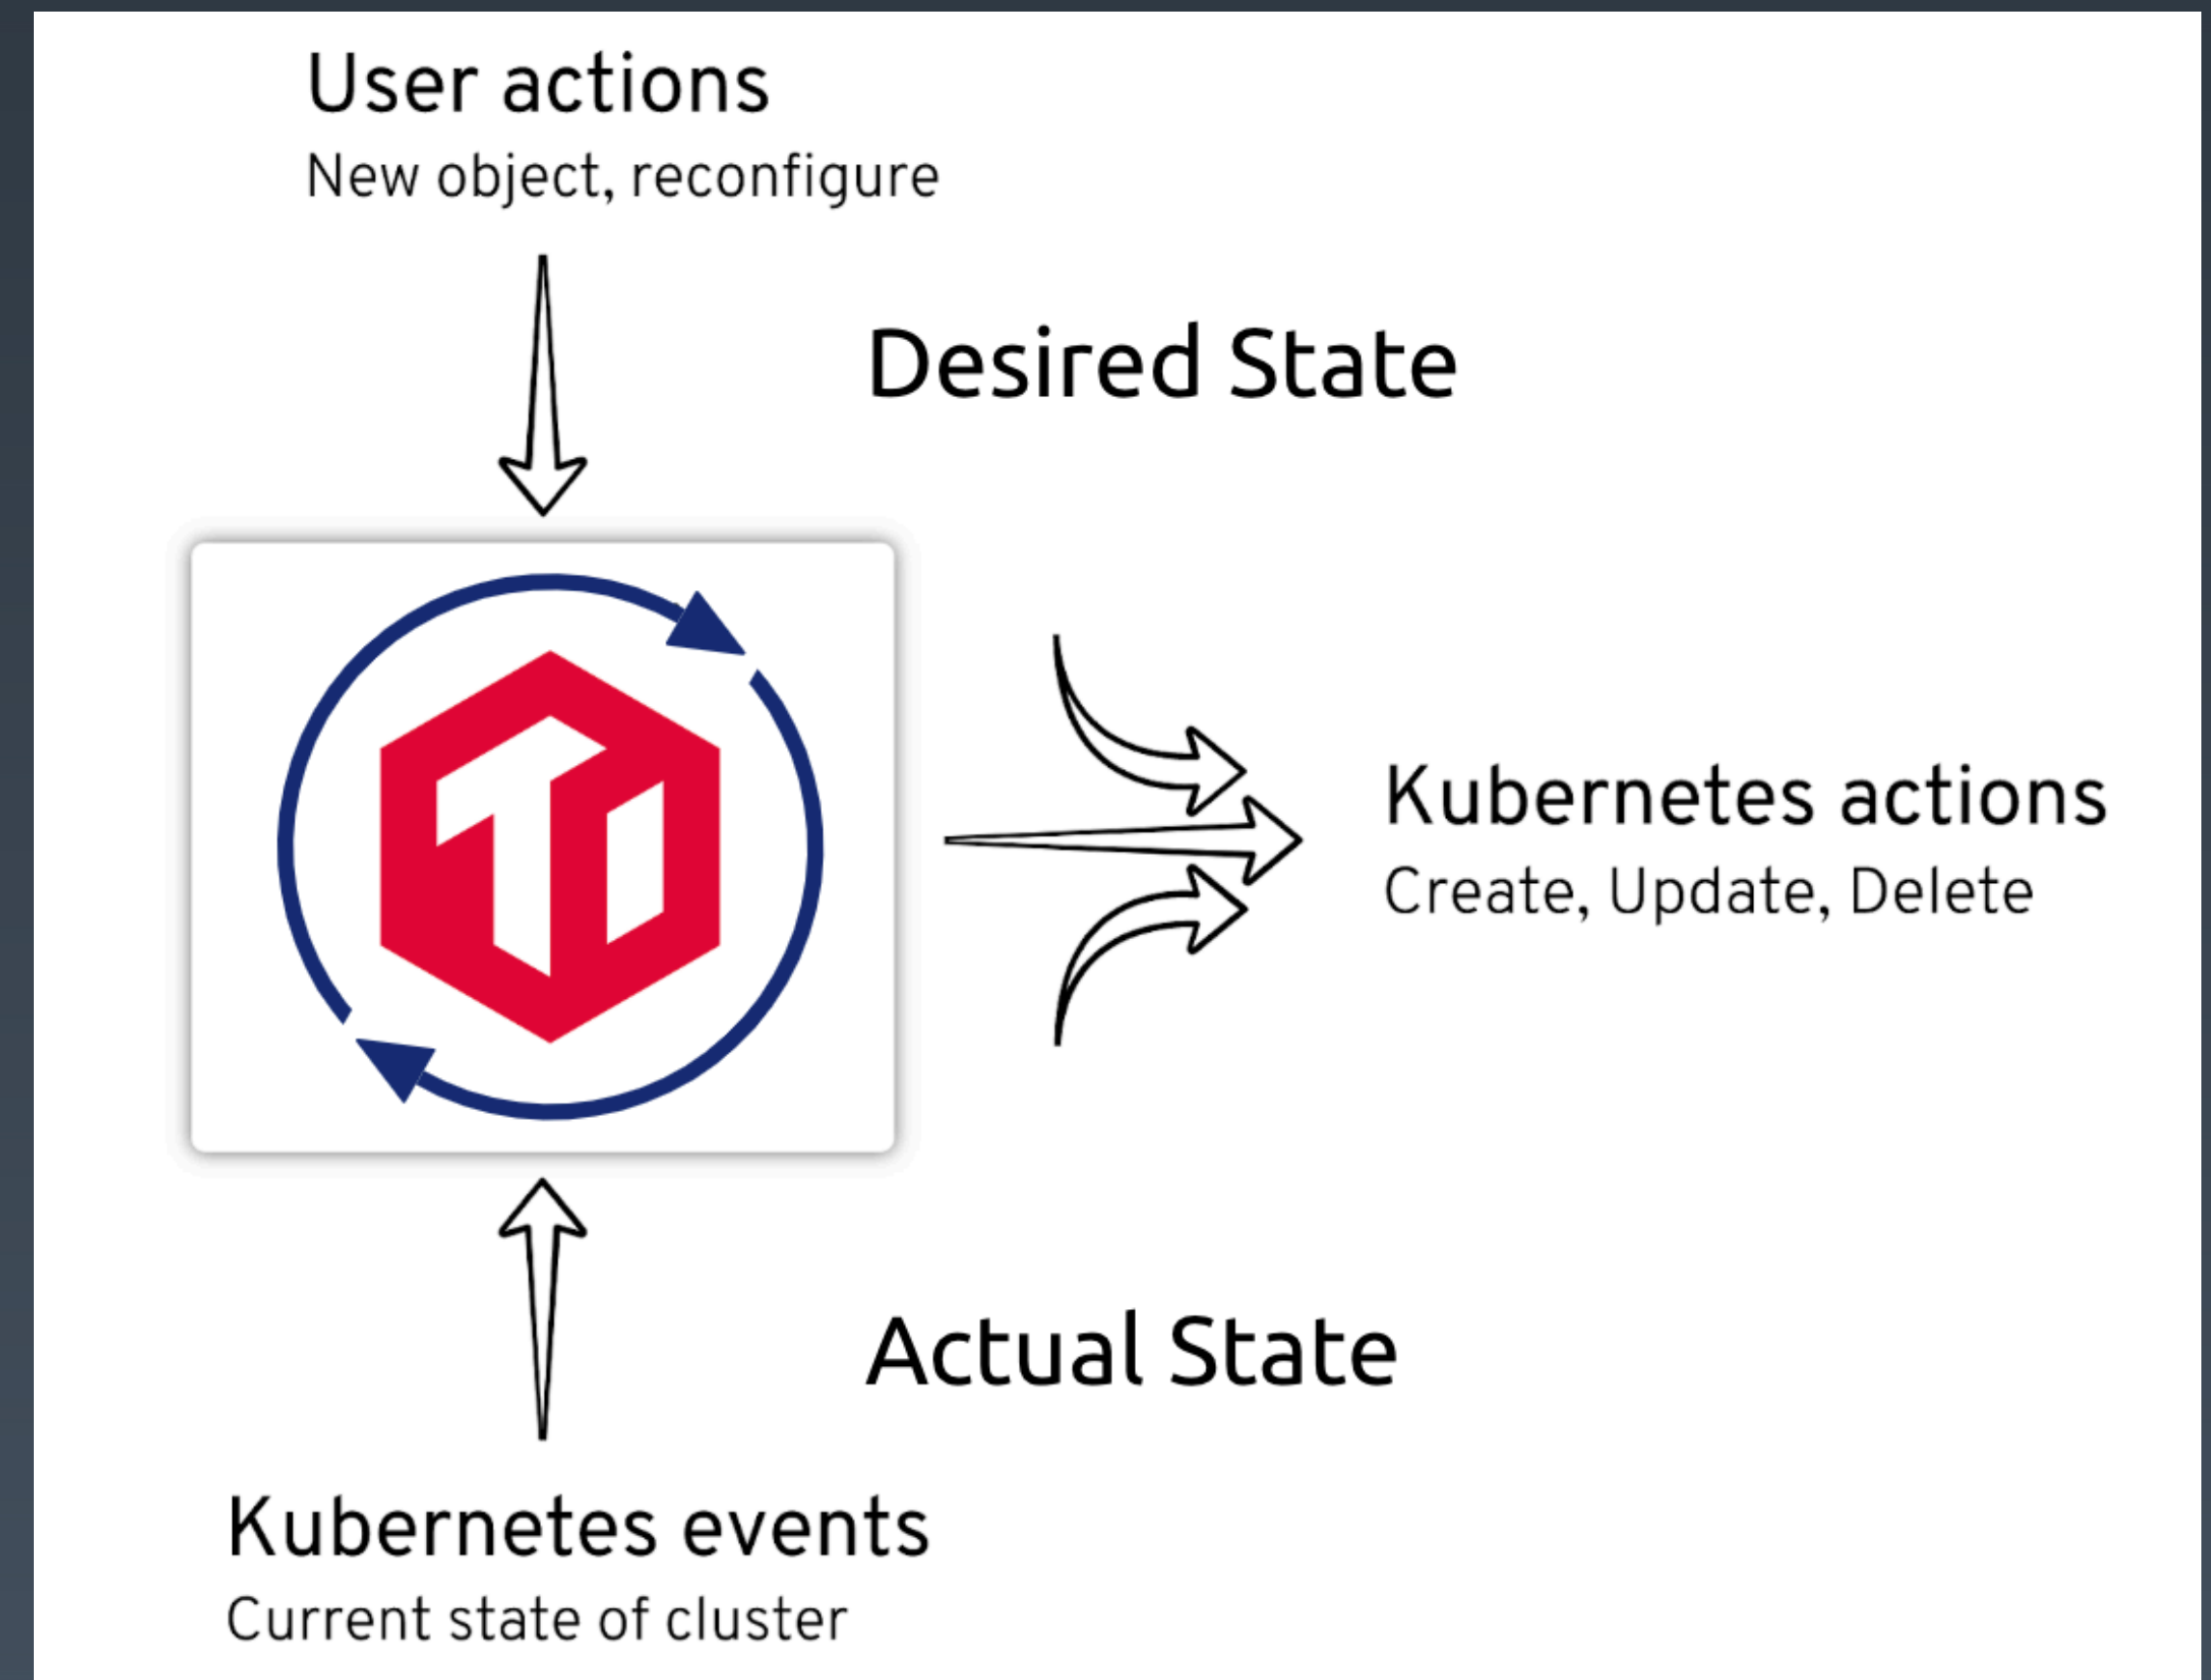 User actions
New object, reconfigure
Desired State
Kubernetes actions
Create, Update, Delete
Actual State
Kubernetes events
Current state of cluster